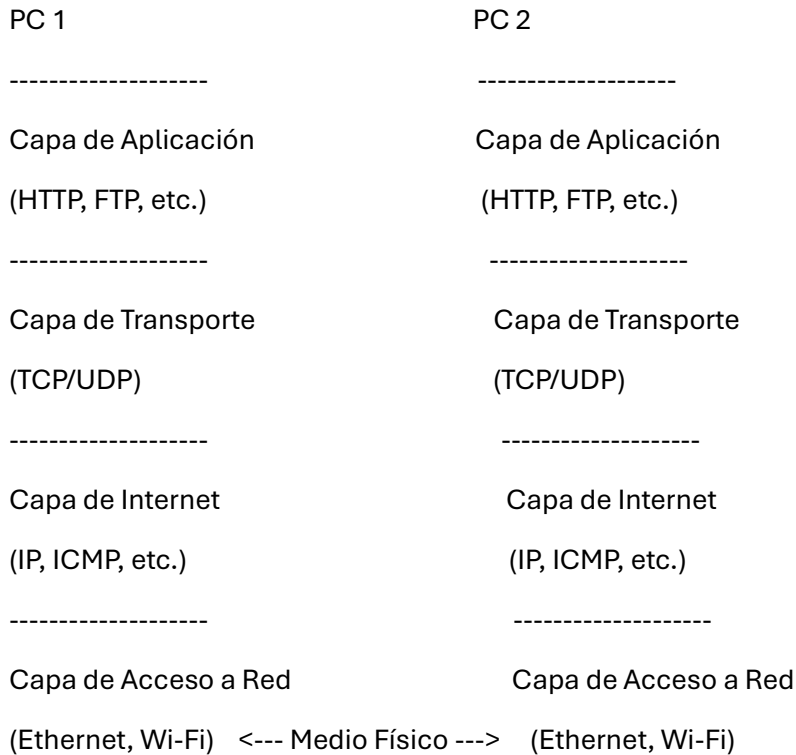 PC 1 PC 2
-------------------- --------------------
Capa de Aplicación Capa de Aplicación
(HTTP, FTP, etc.) (HTTP, FTP, etc.)
-------------------- --------------------
Capa de Transporte Capa de Transporte
(TCP/UDP) (TCP/UDP)
-------------------- --------------------
Capa de Internet Capa de Internet
(IP, ICMP, etc.) (IP, ICMP, etc.)
-------------------- --------------------
Capa de Acceso a Red Capa de Acceso a Red
(Ethernet, Wi-Fi) <--- Medio Físico ---> (Ethernet, Wi-Fi)